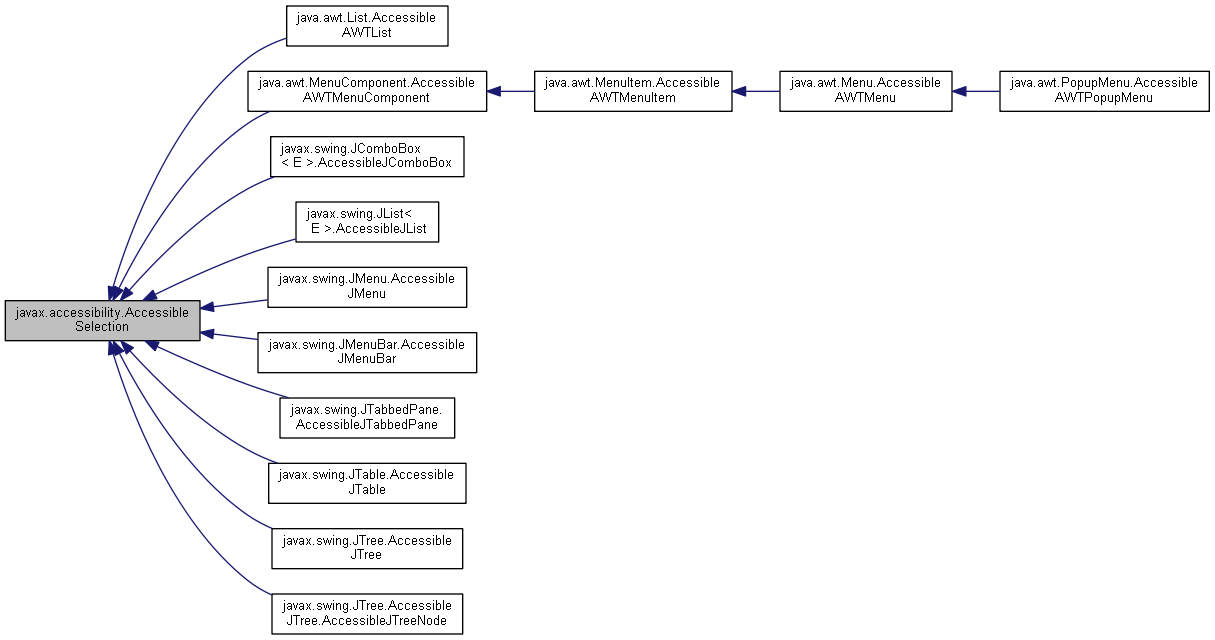 java.awt.List.Accessible
AWTList
java.awt.MenuComponent.Accessible
AWTMenuComponent
java.awt.MenuItem.Accessible
AWTMenuItem
java.awt.Menu.Accessible
AWTMenu
java.awt.PopupMenu.Accessible
AWTPopupMenu
javax.swing.JComboBox
< E >.AccessibleJComboBox
javax.swing.JList<
E >.AccessibleJList
javax.swing.JMenu.Accessible
JMenu
javax.accessibility.Accessible
Selection
javax.swing.JMenuBar.Accessible
JMenuBar
javax.swing.JTabbedPane.
AccessibleJTabbedPane
javax.swing.JTable.Accessible
JTable
javax.swing.JTree.Accessible
JTree
javax.swing.JTree.Accessible
JTree.AccessibleJTreeNode